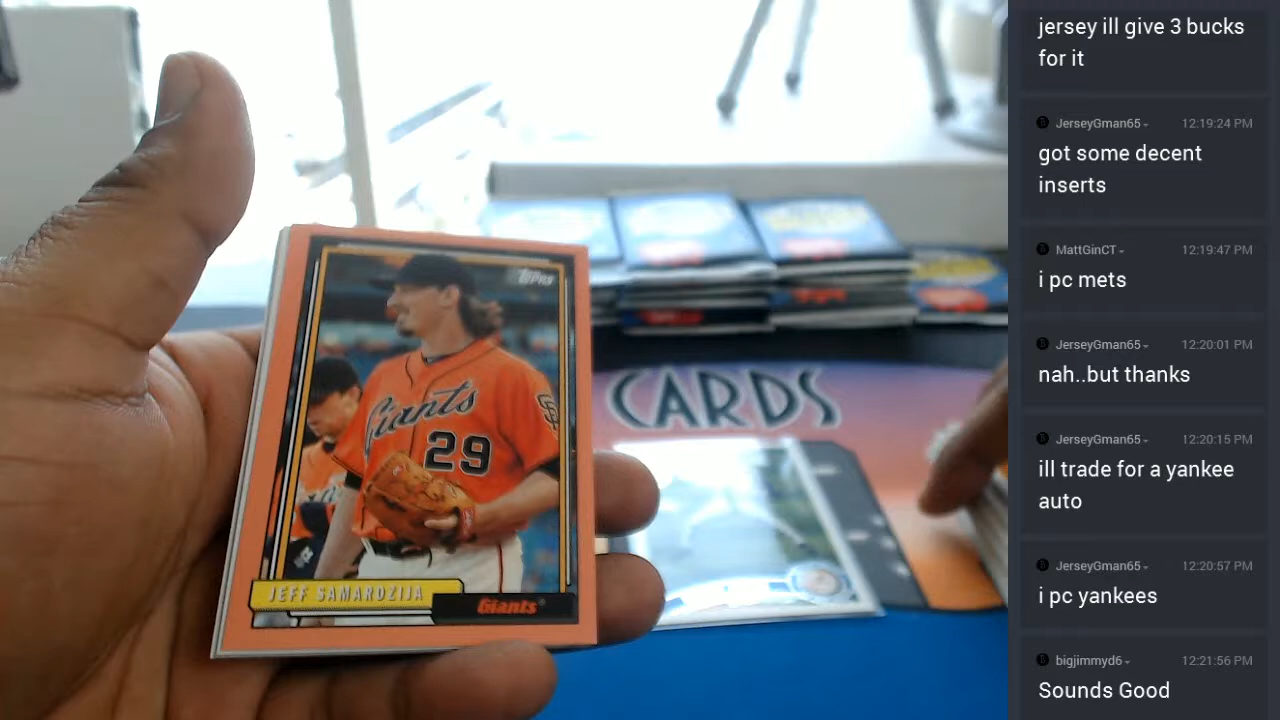 topps
Giants
29
SF
JEFF SAMARDZIJA
Giants
CARDS
jersey ill give 3 bucks
for it
JerseyGman65
12:19:24 PM
got some decent
inserts
MattGinCT
12:19:47 PM
i pc mets
JerseyGman65
12:20:01 PM
nah..but thanks
JerseyGman65
12:20:15 PM
ill trade for a yankee
auto
JerseyGman65
12:20:57 PM
i pc yankees
bigjimmyd6
12:21:56 PM
Sounds Good